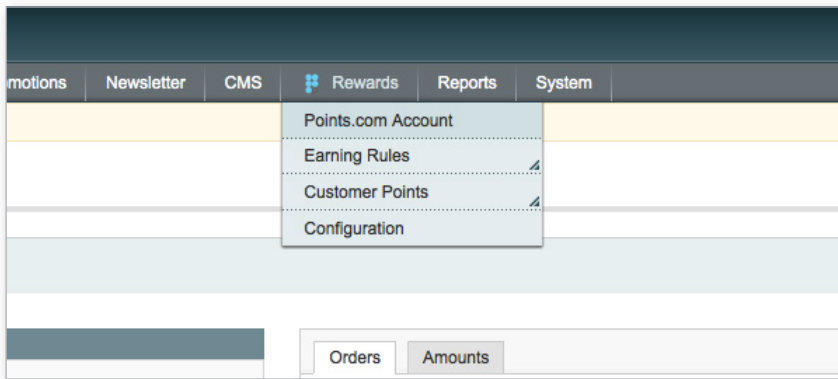 motions Newsletter CMS Rewards Reports System
Points.com Account
Earning Rules
Customer Points
Configuration
Orders Amounts